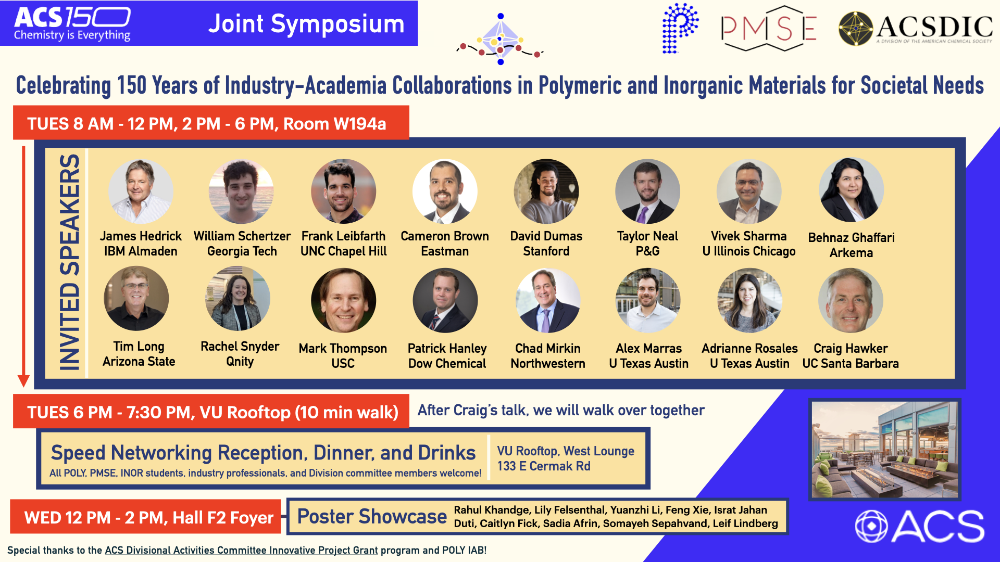 ACS150
Chemistry is Everything
Joint Symposium
P
PMSE
ACSDIC
A DIVISION OF THE AMERICAN CHEMICAL SOCIETY
Celebrating 150 Years of Industry-Academia Collaborations in Polymeric and Inorganic Materials for Societal Needs
TUES 8 AM - 12 PM, 2 PM - 6 PM, Room W194a
INVITED SPEAKERS
James Hedrick
IBM Almaden
William Schertzer
Georgia Tech
Frank Leibfarth
UNC Chapel Hill
Cameron Brown
Eastman
David Dumas
Stanford
Taylor Neal
P&G
Vivek Sharma
U Illinois Chicago
Behnaz Ghaffari
Arkema
Tim Long
Arizona State
Rachel Snyder
Qnity
Mark Thompson
USC
Patrick Hanley
Dow Chemical
Chad Mirkin
Northwestern
Alex Marras
U Texas Austin
Adrianne Rosales
U Texas Austin
Craig Hawker
UC Santa Barbara
TUES 6 PM - 7:30 PM, VU Rooftop (10 min walk)
After Craig's talk, we will walk over together
Speed Networking Reception, Dinner, and Drinks
All POLY, PMSE, INOR students, industry professionals, and Division committee members welcome!
VU Rooftop, West Lounge
133 E Cermak Rd
WED 12 PM - 2 PM, Hall F2 Foyer
Poster Showcase
Rahul Khandge, Lily Felsenthal, Yuanzhi Li, Feng Xie, Israt Jahan
Duti, Caitlyn Fick, Sadia Afrin, Somayeh Sepahvand, Leif Lindberg
ACS
Special thanks to the ACS Divisional Activities Committee Innovative Project Grant program and POLY IAB!